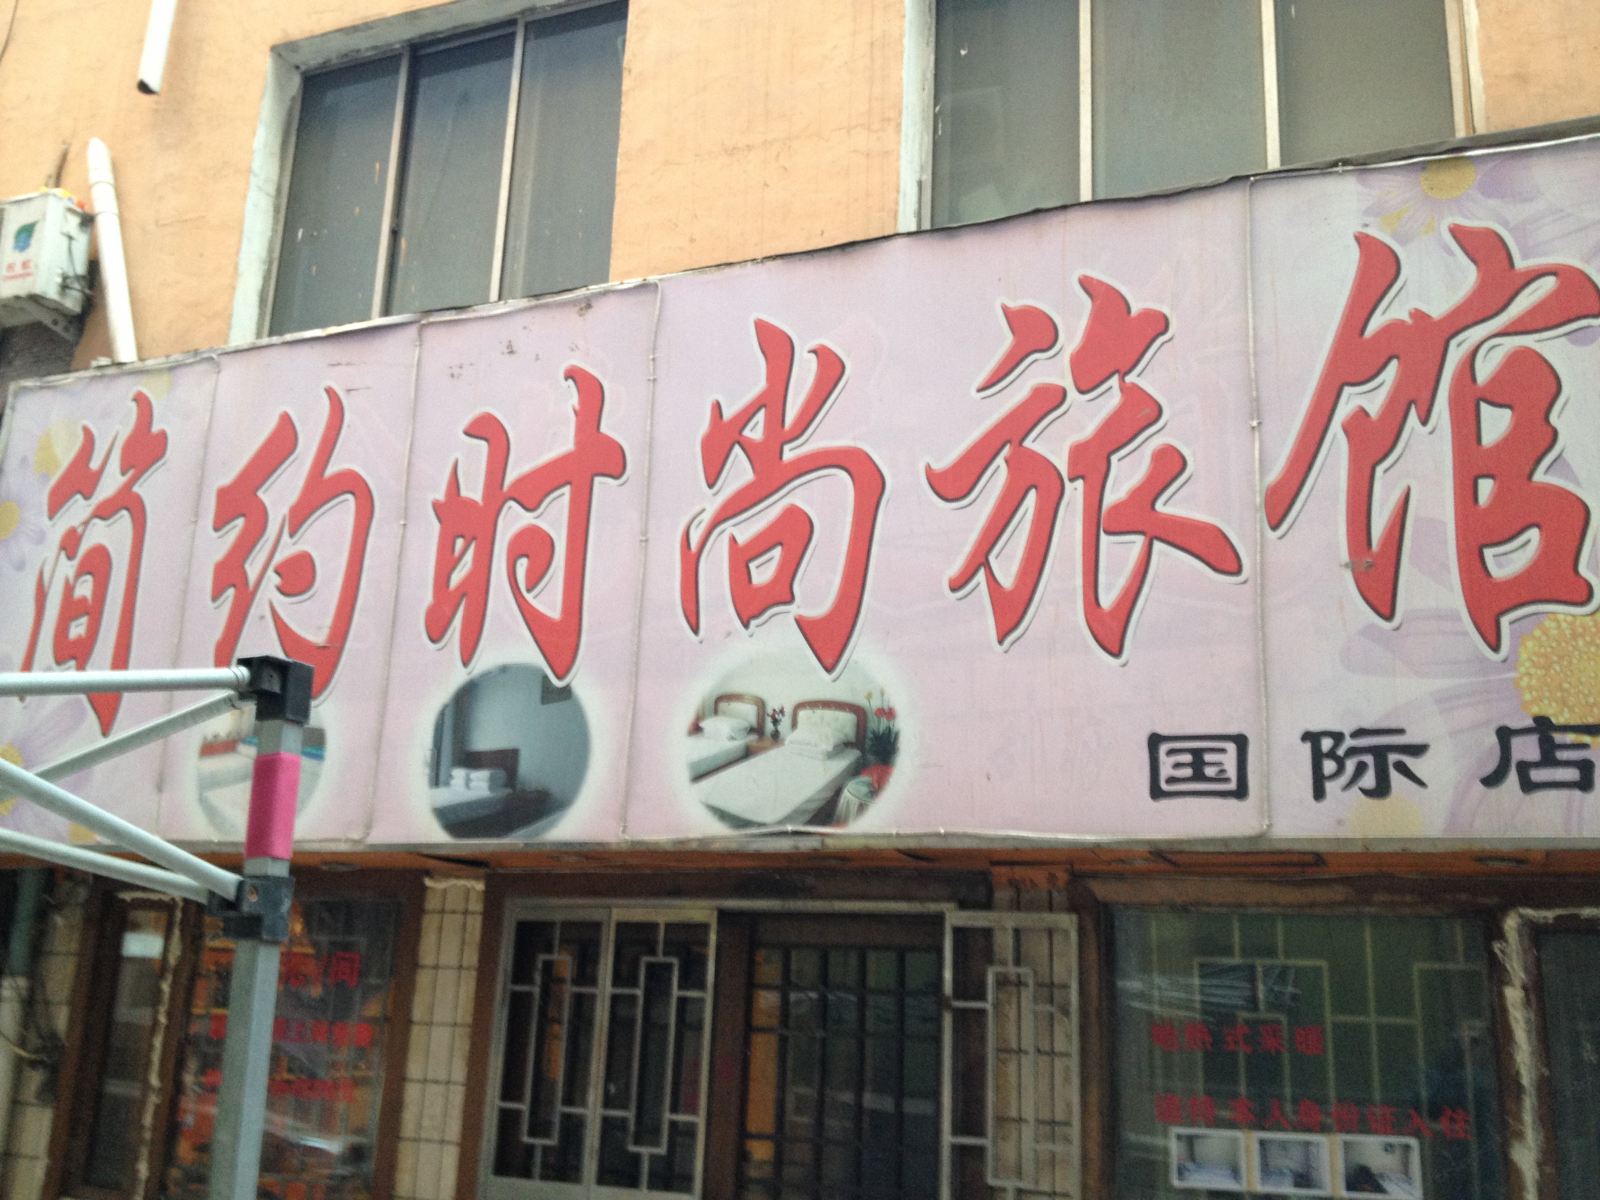 简约时尚旅馆
国际店
地热式采暖
请持本人身份证入住